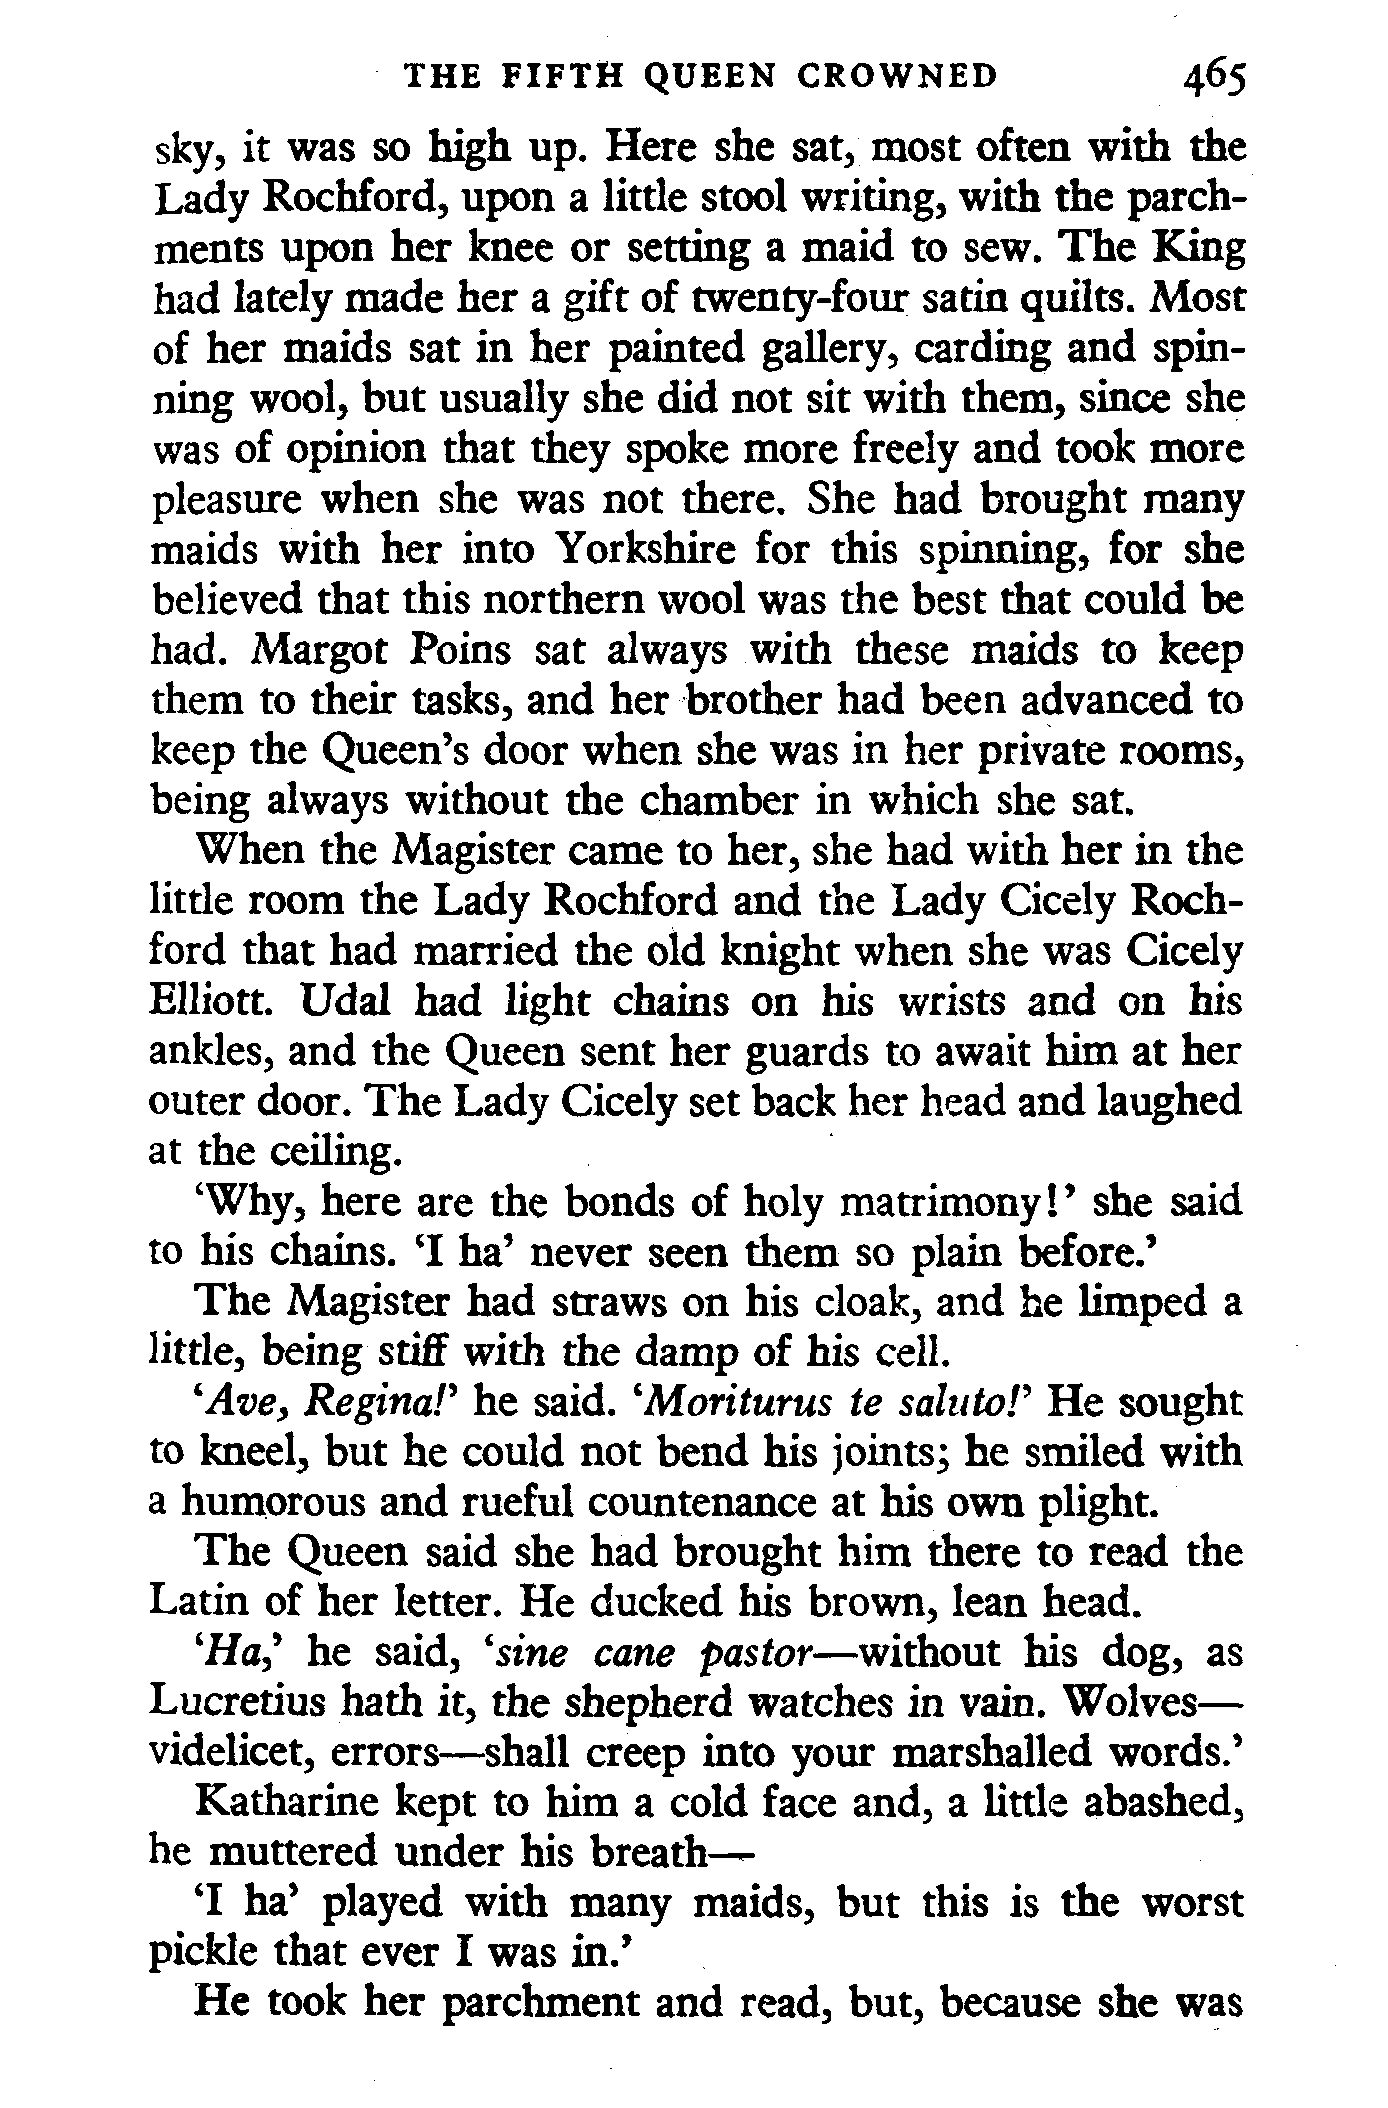 THE FIFTH QUEEN CROWNED 465
sky, it was so high up. Here she sat, most often with the
Lady Rochford, upon a little stool writing, with the parch-
ments upon her knee or setting a maid to sew. The King
had lately made her a gift of twenty-four satin quilts. Most
of her maids sat in her painted gallery, carding and spin-
ning wool, but usually she did not sit with them, since she
was of opinion that they spoke more freely and took more
pleasure when she was not there. She had brought many
maids with her into Yorkshire for this spinning, for she
believed that this northern wool was the best that could be
had. Margot Poins sat always with these maids to keep
them to their tasks, and her brother had been advanced to
keep the Queen’s door when she was in her private rooms,
being always without the chamber in which she sat.
When the Magister came to her, she had with her in the
little room the Lady Rochford and the Lady Cicely Roch-
ford that had married the old knight when she was Cicely
Elliott. Udal had light chains on his wrists and on his
ankles, and the Queen sent her guards to await him at her
outer door. The Lady Cicely set back her head and laughed
at the ceiling.
‘Why, here are the bonds of holy matrimony!’ she said
to his chains. ‘I ha’ never seen them so plain before.’
The Magister had straws on his cloak, and he limped a
little, being stiff with the damp of his cell.
‘Ave, Regina!’ he said. ‘Moriturus te saluto!’ He sought
to kneel, but he could not bend his joints; he smiled with
a humorous and rueful countenance at his own plight.
The Queen said she had brought him there to read the
Latin of her letter. He ducked his brown, lean head.
‘Ha,’ he said, ‘sine cane pastor—without his dog, as
Lucretius hath it, the shepherd watches in vain. Wolves—
videlicet, errors—shall creep into your marshalled words.’
Katharine kept to him a cold face and, a little abashed,
he muttered under his breath—
‘I ha’ played with many maids, but this is the worst
pickle that ever I was in.’
He took her parchment and read, but, because she was